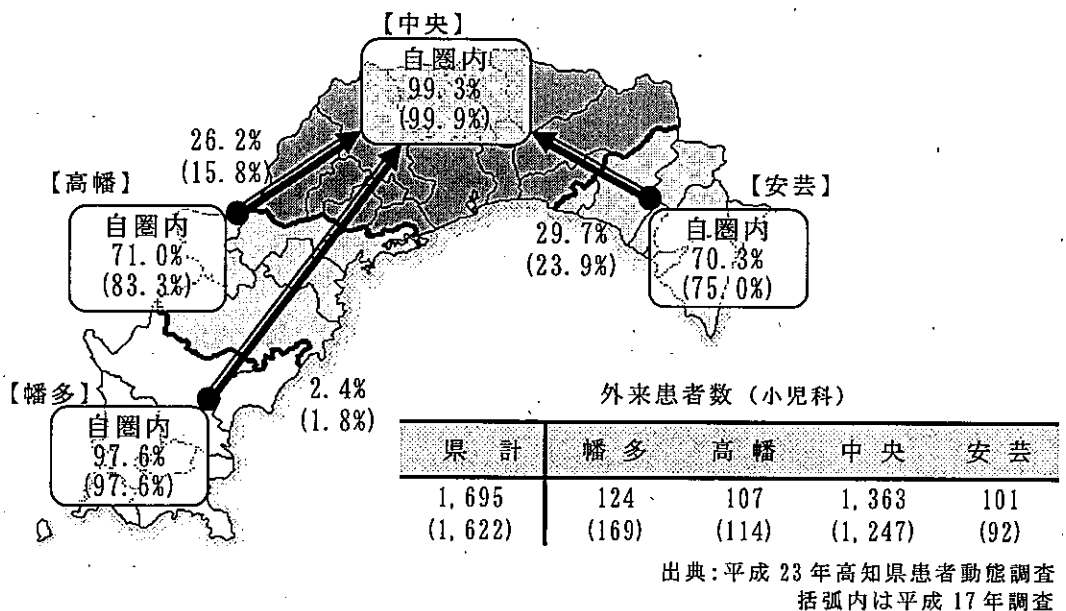 【中央】
自圏内
99.3%
(99.9%)
26.2%
(15.8%)
【高幡】
自圏内
71.0%
(83.3%)
【安芸】
自圏内
70.3%
(75.0%)
29.7%
(23.9%)
【幡多】
自圏内
97.6%
(97.6%)
2.4%
(1.8%)
外来患者数（小児科）
県計 幡多 高幡 中央 安芸
1,695 124 107 1,363 101
(1,622) (169) (114) (1,247) (92)
出典:平成23年高知県患者動態調査
括弧内は平成17年調査